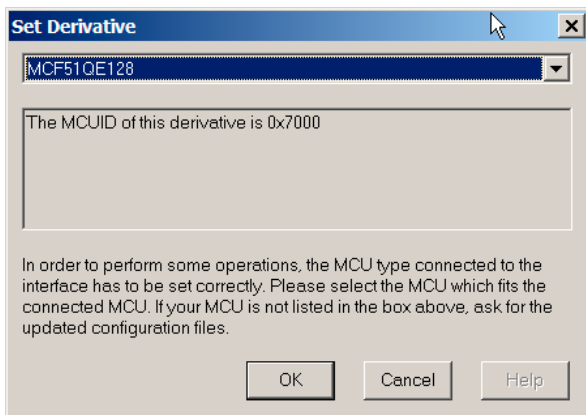 Set Derivative
MCF51QE128
The MCUID of this derivative is 0x7000
In order to perform some operations, the MCU type connected to the
interface has to be set correctly. Please select the MCU which fits the
connected MCU. If your MCU is not listed in the box above, ask for the
updated configuration files.
OK Cancel Help